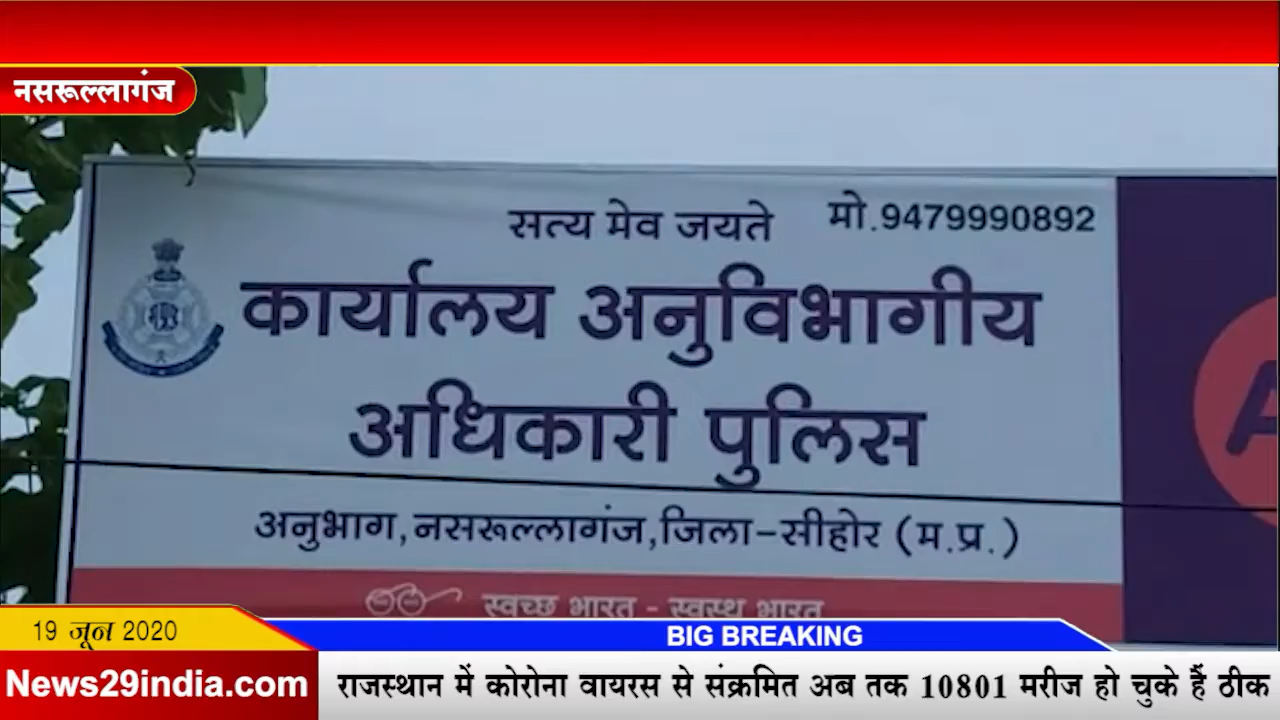 नसरूल्लागंज
सत्य मेव जयते मो.9479990892
कार्यालय अनुविभागीय
अधिकारी पुलिस
अनुभाग,नसरूल्लागंज,जिला-सीहोर (म.प्र.)
स्वच्छ भारत - स्वस्थ भारत
19 जून 2020
BIG BREAKING
News29india.com राजस्थान में कोरोना वायरस से संक्रमित अब तक 10801 मरीज हो चुके हैं ठीक